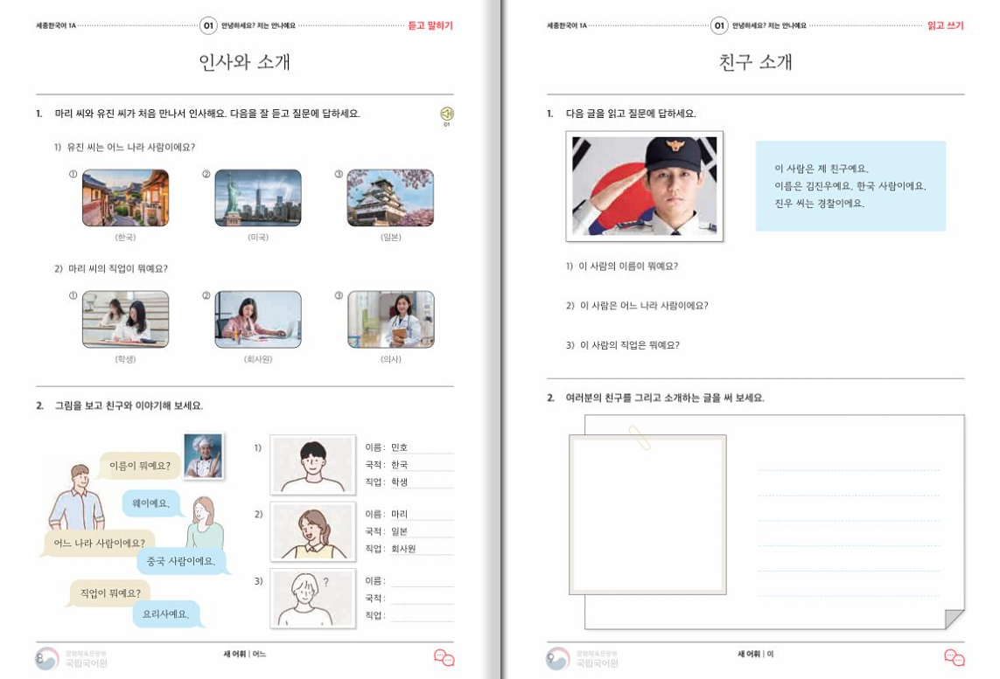 세종한국어 1A
01
안녕하세요? 저는 안나예요
듣고 말하기
인사와 소개
1. 마리 씨와 유진 씨가 처음 만나서 인사해요. 다음을 잘 듣고 질문에 답하세요.
01
1) 유진 씨는 어느 나라 사람이에요?
① ② ③
(한국) (미국) (일본)
2) 마리 씨의 직업이 뭐예요?
① ② ③
(학생) (회사원) (의사)
2. 그림을 보고 친구와 이야기해 보세요.
이름이 뭐예요?
웨이예요.
어느 나라 사람이에요?
중국 사람이에요.
직업이 뭐예요?
요리사예요.
1)
이름: 민호
국적: 한국
직업: 학생
2)
이름: 마리
국적: 일본
직업: 회사원
3)
?
이름:
국적:
직업:
8
문화체육관광부
국립국어원
새 어휘 | 어느
세종한국어 1A
01
안녕하세요? 저는 안나예요
읽고 쓰기
친구 소개
1. 다음 글을 읽고 질문에 답하세요.
이 사람은 제 친구예요.
이름은 김진우예요. 한국 사람이에요.
진우 씨는 경찰이에요.
1) 이 사람의 이름이 뭐예요?
2) 이 사람은 어느 나라 사람이에요?
3) 이 사람의 직업은 뭐예요?
2. 여러분의 친구를 그리고 소개하는 글을 써 보세요.
9
문화체육관광부
국립국어원
새 어휘 | 이